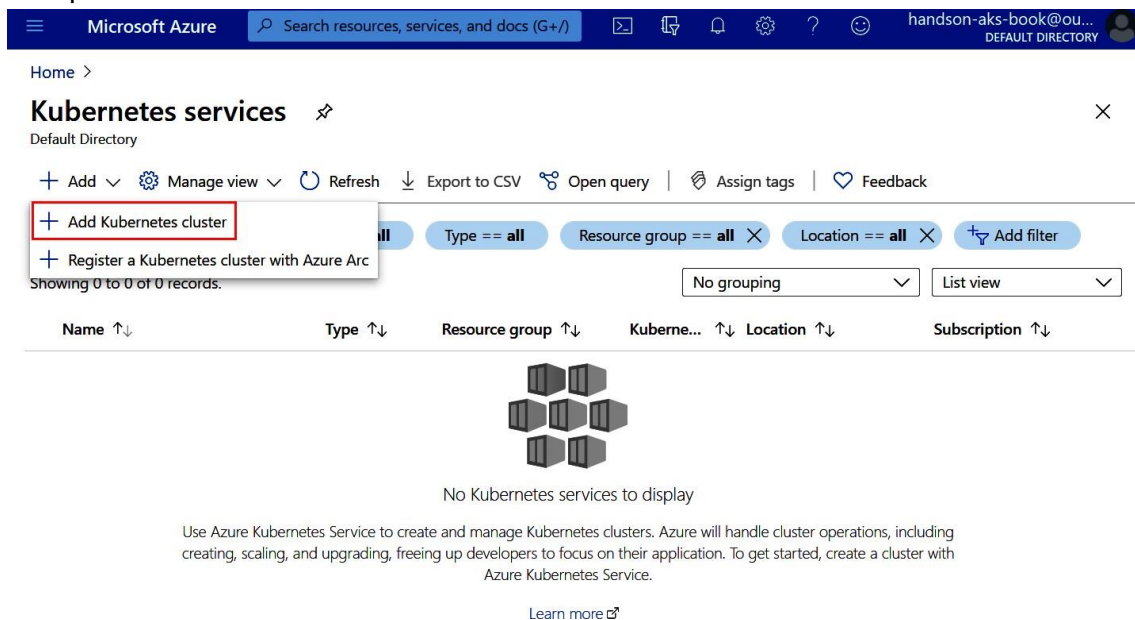 Microsoft Azure Search resources, services, and docs (G+/) handson-aks-book@ou...
DEFAULT DIRECTORY
Home >
Kubernetes services
Default Directory
+ Add Manage view Refresh Export to CSV Open query | Assign tags | Feedback
+ Add Kubernetes cluster
all Type == all Resource group == all Location == all Add filter
+ Register a Kubernetes cluster with Azure Arc
Showing 0 to 0 of 0 records. No grouping List view
Name ↑↓ Type ↑↓ Resource group ↑↓ Kuberne... ↑↓ Location ↑↓ Subscription ↑↓
No Kubernetes services to display
Use Azure Kubernetes Service to create and manage Kubernetes clusters. Azure will handle cluster operations, including
creating, scaling, and upgrading, freeing up developers to focus on their application. To get started, create a cluster with
Azure Kubernetes Service.
Learn more